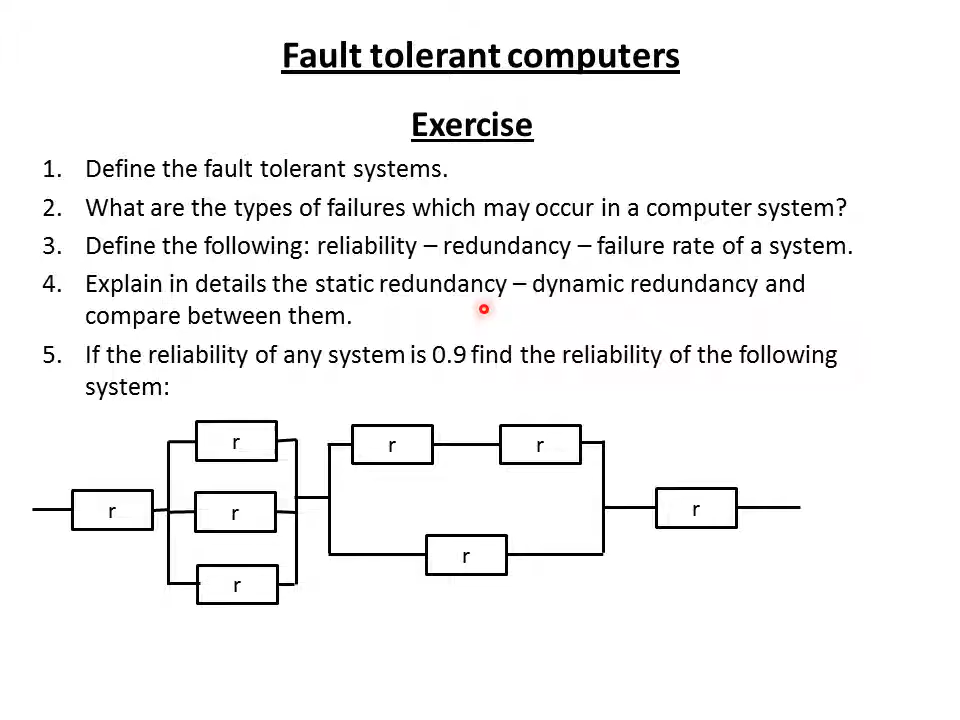 Fault tolerant computers
Exercise
1. Define the fault tolerant systems.
2. What are the types of failures which may occur in a computer system?
3. Define the following: reliability – redundancy – failure rate of a system.
4. Explain in details the static redundancy – dynamic redundancy and
compare between them.
5. If the reliability of any system is 0.9 find the reliability of the following
system:
r
r
r
r
r
r
r
r